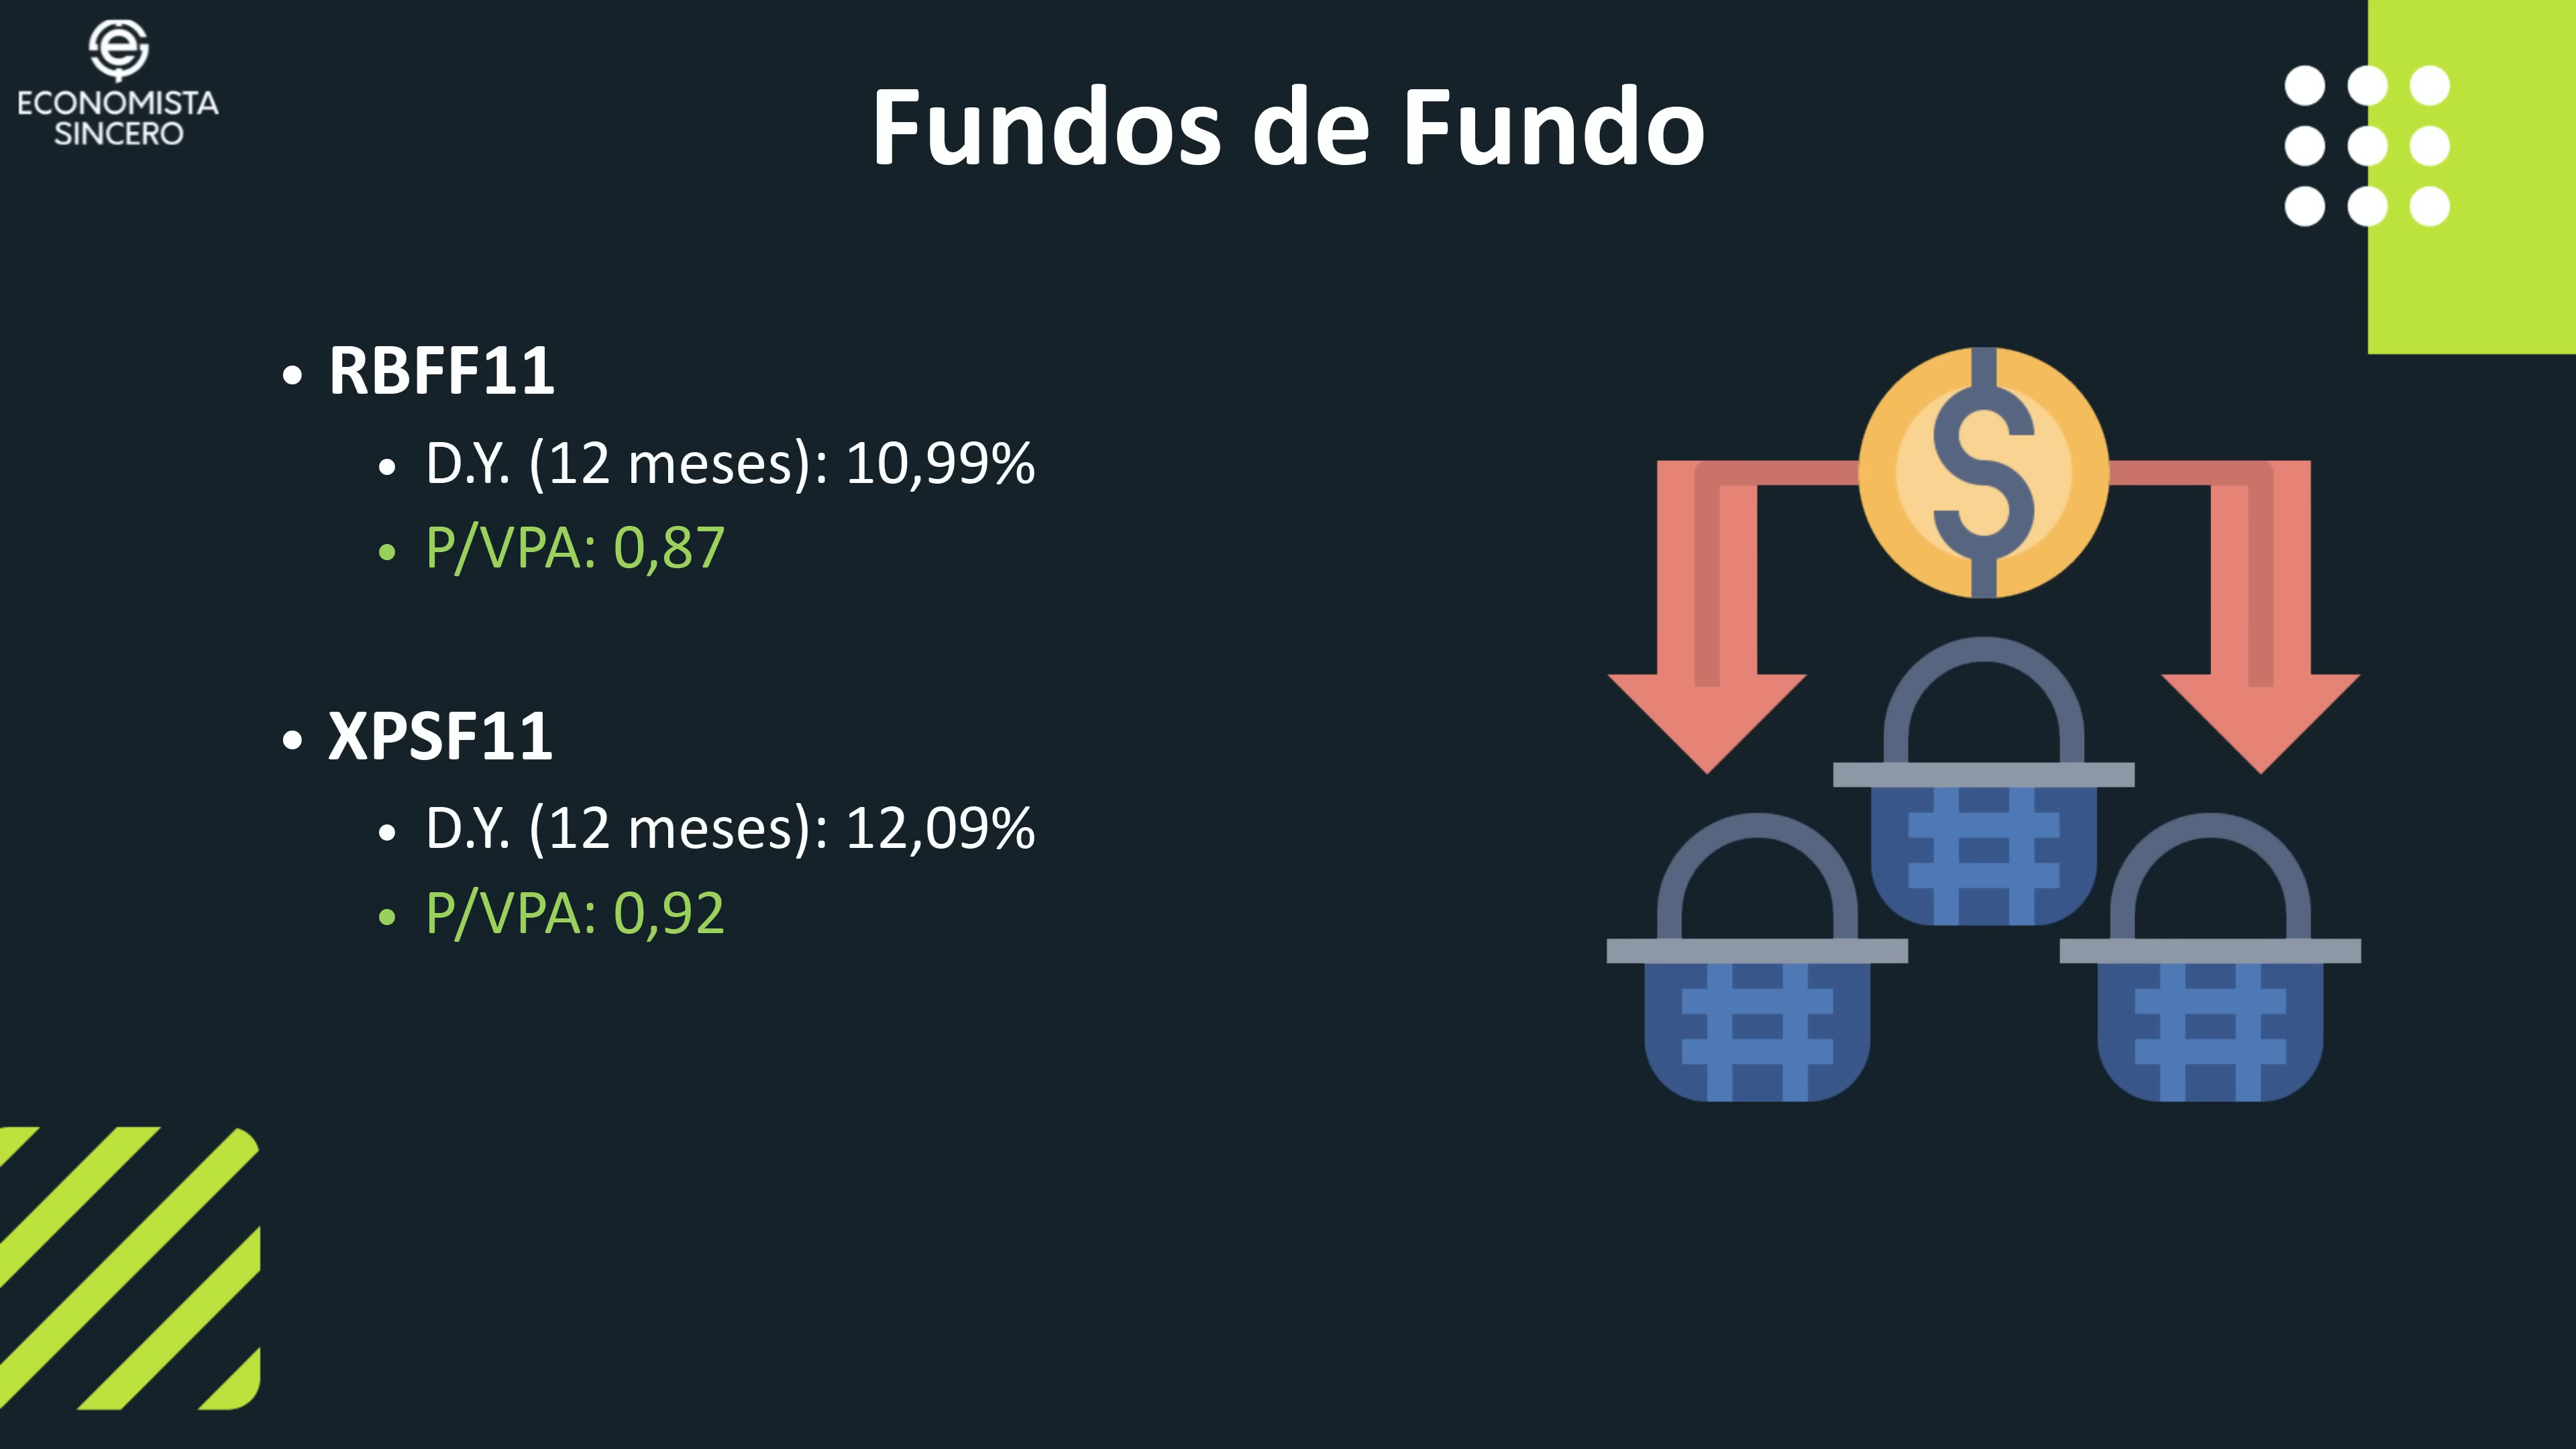 ECONOMISTA
SINCERO
Fundos de Fundo
• RBFF11
• D.Y. (12 meses): 10,99%
• P/VPA: 0,87
• XPSF11
• D.Y. (12 meses): 12,09%
• P/VPA: 0,92